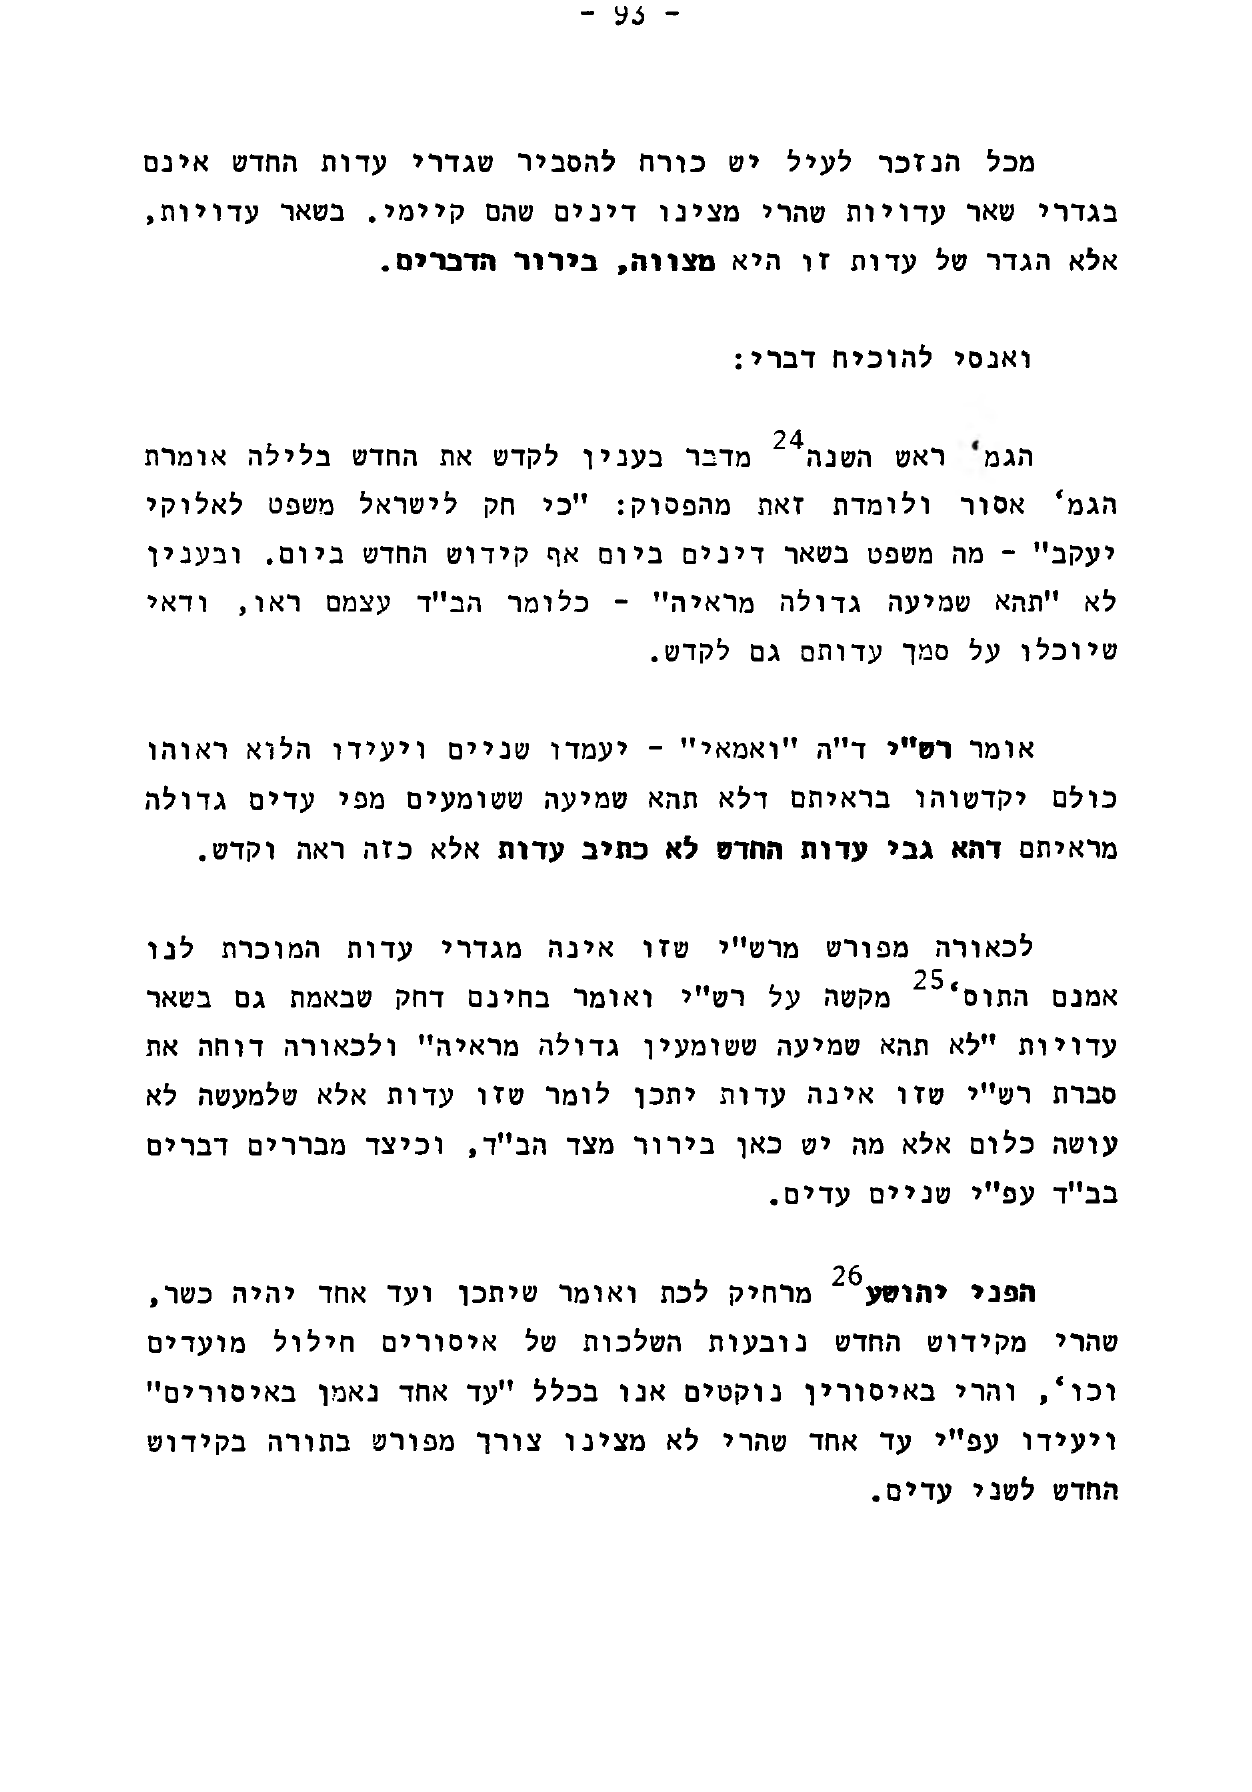 - 93 -
מכל הנזכר לעיל יש כורח להסביר שגדרי עדות החדש אינם
בגדרי שאר עדויות שהרי מצינו דינים שהם קיימי. בשאר עדויות,
אלא הגדר של עדות זו היא מצווה, בירור הדברים.
ואנסי להוכיח דברי:
הגמ' ראש השנה24 מדבר בענין לקדש את החדש בלילה אומרת
הגמ' אסור ולומדת זאת מהפסוק: "כי חק לישראל משפט לאלוקי
יעקב" - מה משפט בשאר דינים ביום אף קידוש החדש ביום. ובענין
לא "תהא שמיעה גדולה מראיה" - כלומר הב"ד עצמם ראו, ודאי
שיוכלו על סמך עדותם גם לקדש.
אומר רש"י ד"ה "ואמאי" - יעמדו שניים ויעידו הלוא ראוהו
כולם יקדשוהו בראיתם דלא תהא שמיעה ששומעים מפי עדים גדולה
מראיתם דהא גבי עדות החדש לא כתיב עדות אלא כזה ראה וקדש.
לכאורה מפורש מרש"י שזו אינה מגדרי עדות המוכרת לנו
אמנם התוס'25 מקשה על רש"י ואומר בחינם דחק שבאמת גם בשאר
עדויות "לא תהא שמיעה ששומעין גדולה מראיה" ולכאורה דוחה את
סברת רש"י שזו אינה עדות יתכן לומר שזו עדות אלא שלמעשה לא
עושה כלום אלא מה יש כאן בירור מצד הב"ד, וכיצד מבררים דברים
בב"ד עפ"י שניים עדים.
הפני יהושע26 מרחיק לכת ואומר שיתכן ועד אחד יהיה כשר,
שהרי מקידוש החדש נובעות השלכות של איסורים חילול מועדים
וכו', והרי באיסורין נוקטים אנו בכלל "עד אחד נאמן באיסורים"
ויעידו עפ"י עד אחד שהרי לא מצינו צורך מפורש בתורה בקידוש
החדש לשני עדים.